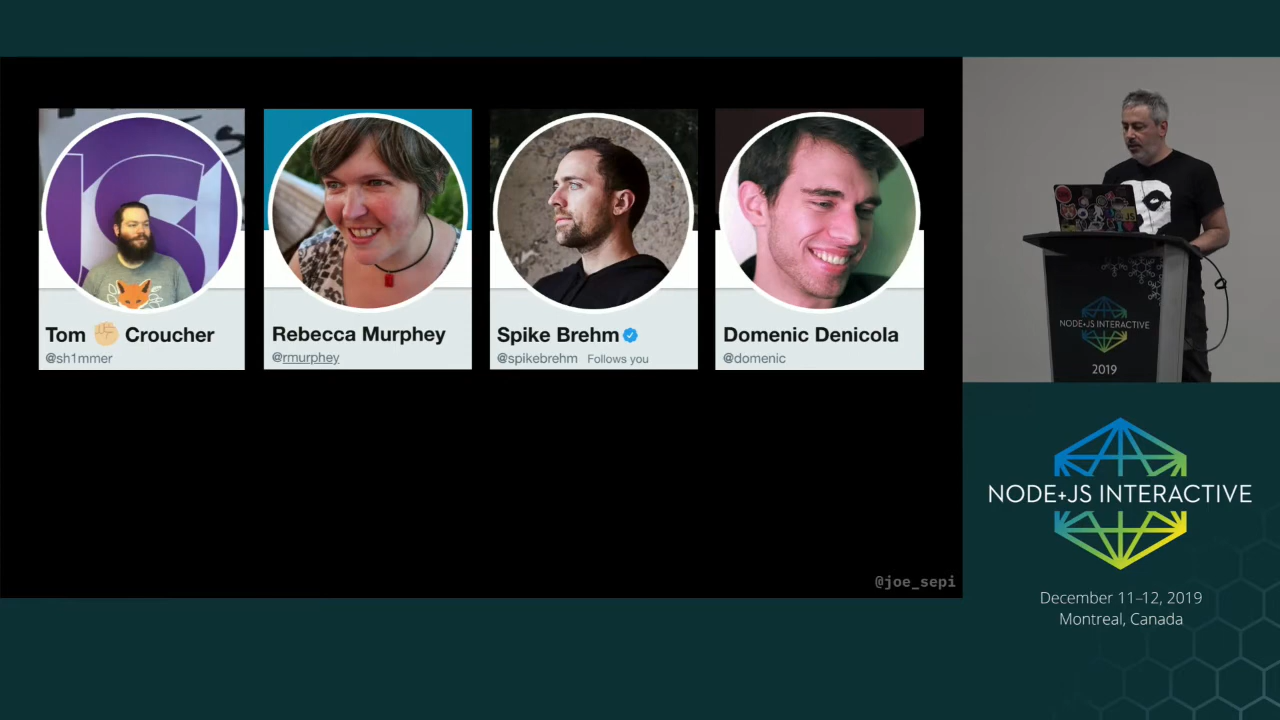 Tom ✊🏼 Croucher
@sh1mmer
Rebecca Murphey
@rmurphey
Spike Brehm
@spikebrehm Follows you
Domenic Denicola
@domenic
@joe_sepi
JS
NODE+JS INTERACTIVE
2019
NODE+JS INTERACTIVE
December 11–12, 2019
Montreal, Canada